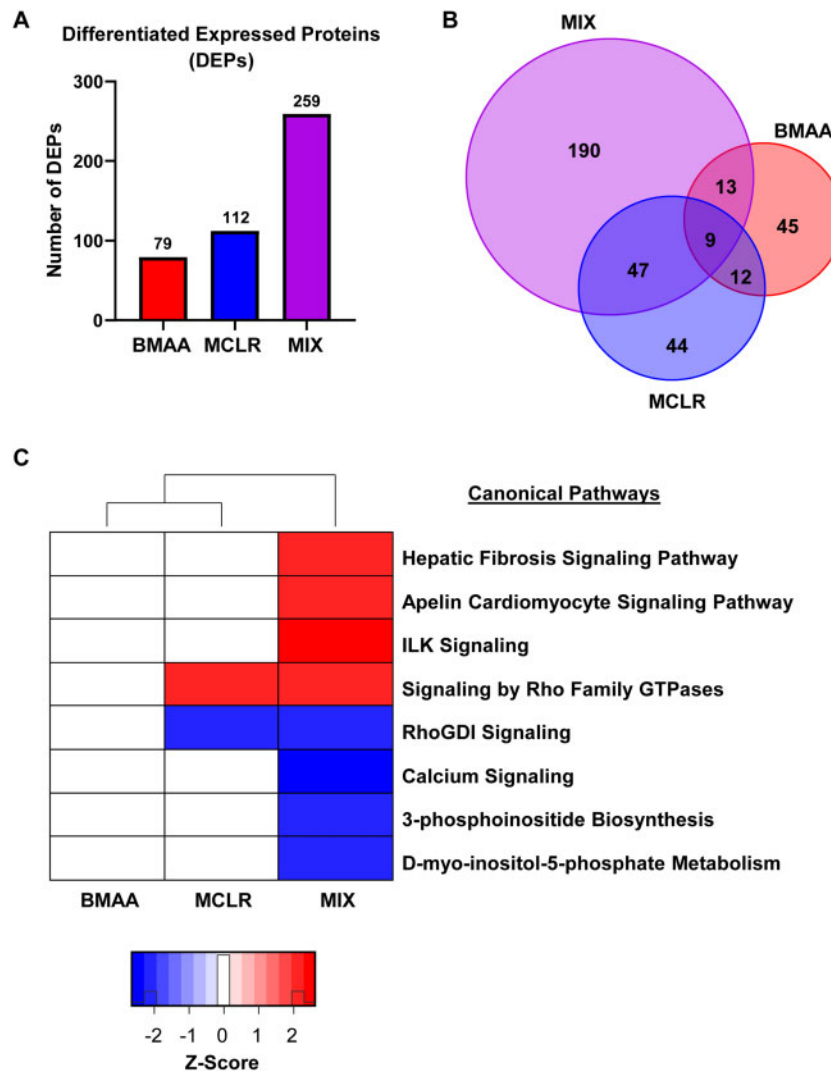 A
Differentiated Expressed Proteins
(DEPs)
Number of DEPs
300
200
100
0
79
112
259
BMAA
MCLR
MIX
B
MIX
BMAA
190
13
45
9
47
12
44
MCLR
C
Canonical Pathways
Hepatic Fibrosis Signaling Pathway
Apelin Cardiomyocyte Signaling Pathway
ILK Signaling
Signaling by Rho Family GTPases
RhoGDI Signaling
Calcium Signaling
3-phosphoinositide Biosynthesis
D-myo-inositol-5-phosphate Metabolism
BMAA MCLR MIX
-2 -1 0 1 2
Z-Score